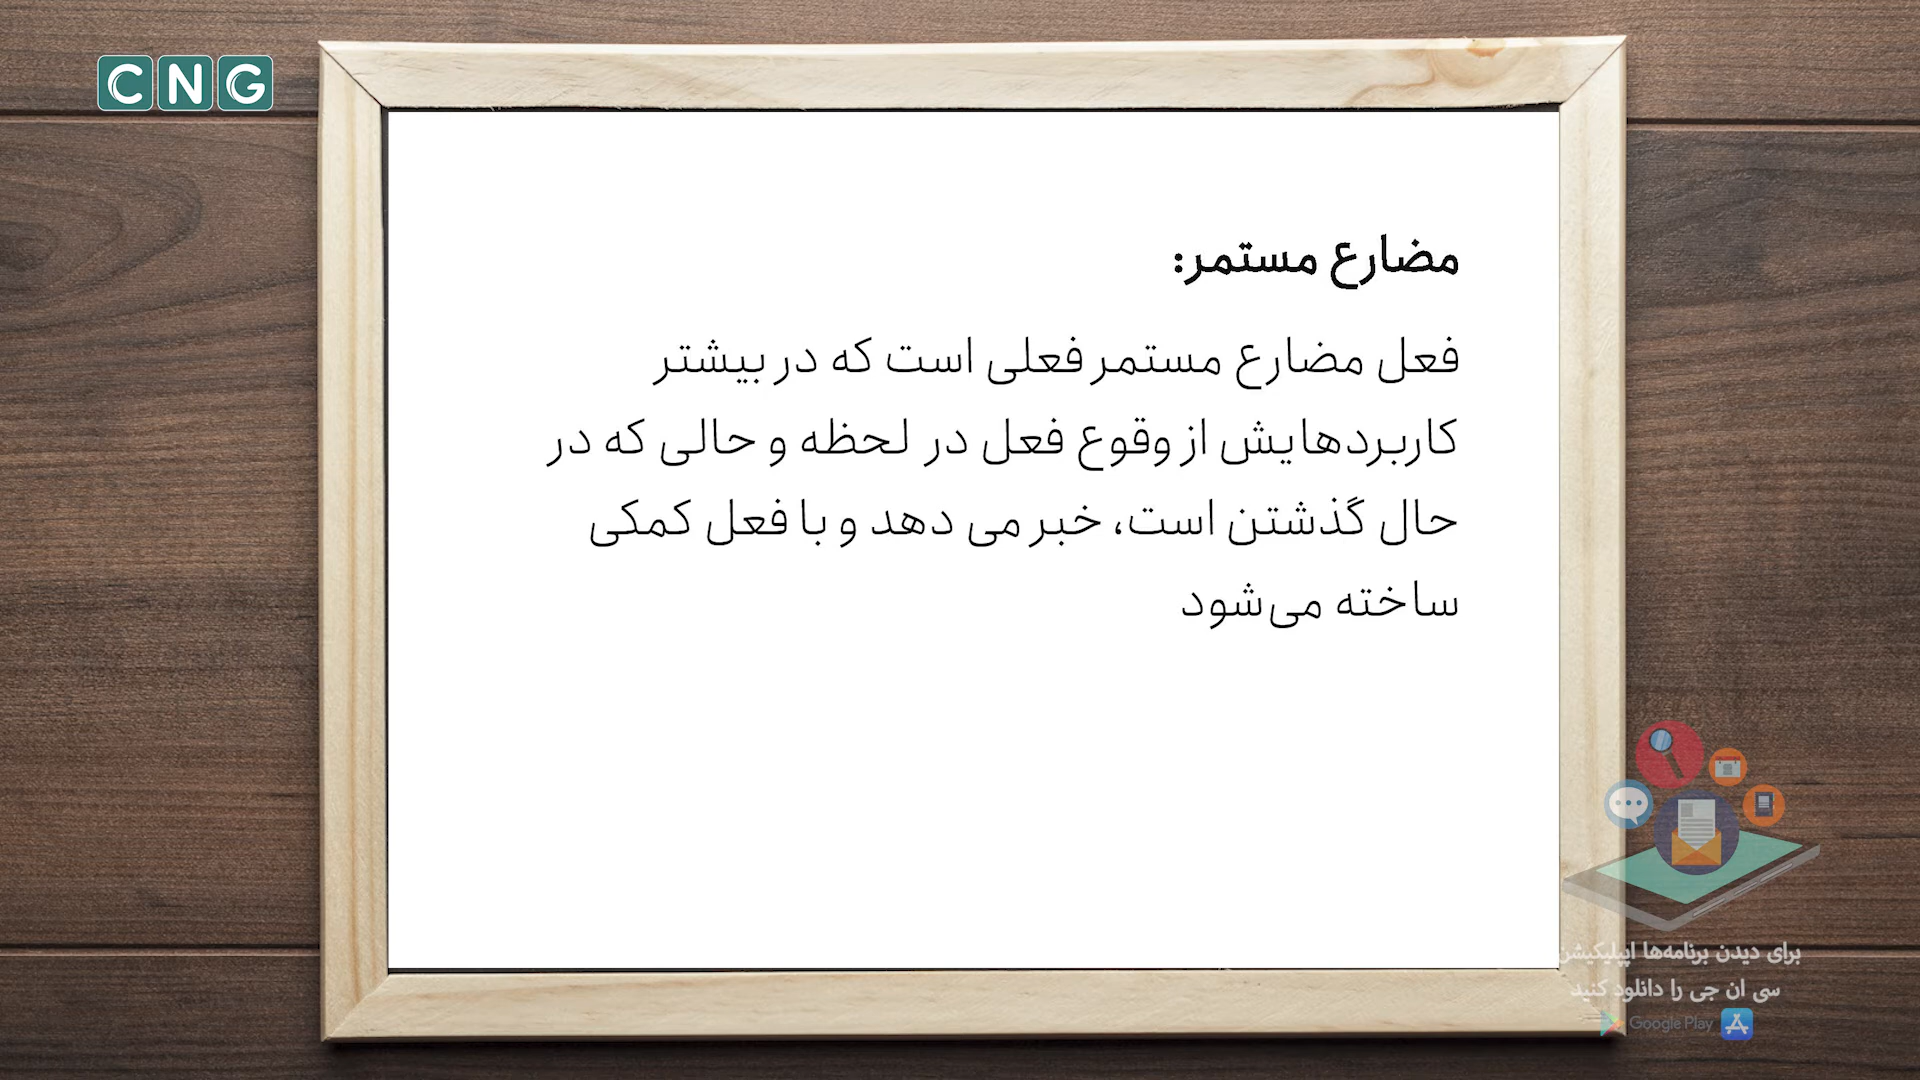 CNG
مضارع مستمر:
فعل مضارع مستمر فعلی است که در بیشتر
کاربردهایش از وقوع فعل در لحظه و حالی که در
حال گذشتن است، خبر می دهد و با فعل کمکی
ساخته می‌شود
برای دیدن برنامه‌ها اپپلیکیشن
سی ان جی را دانلود کنید
Google Play